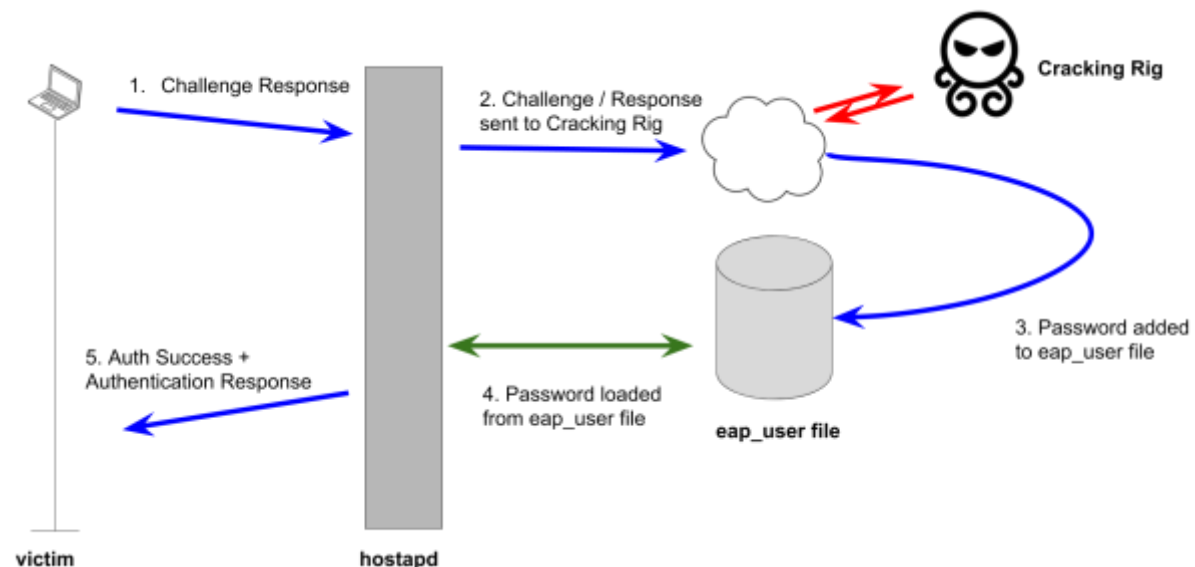 1. Challenge Response
2. Challenge / Response
sent to Cracking Rig
Cracking Rig
3. Password added
to eap_user file
4. Password loaded
from eap_user file
5. Auth Success +
Authentication Response
eap_user file
victim
hostapd